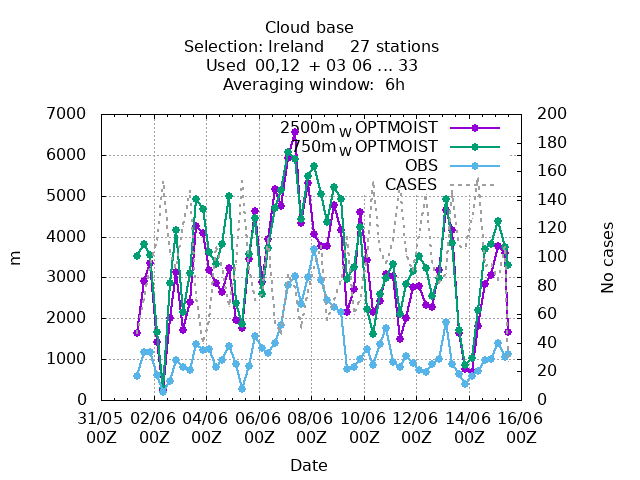 Cloud base
Selection: Ireland 27 stations
Used 00,12 + 03 06 ... 33
Averaging window: 6h
7000
6000
5000
4000
3000
2000
1000
0
m
200
180
160
140
120
100
80
60
40
20
0
No cases
2500m W OPTMOIST
750m W OPTMOIST
OBS
CASES
31/05 02/06 04/06 06/06 08/06 10/06 12/06 14/06 16/06
00Z 00Z 00Z 00Z 00Z 00Z 00Z 00Z 00Z
Date